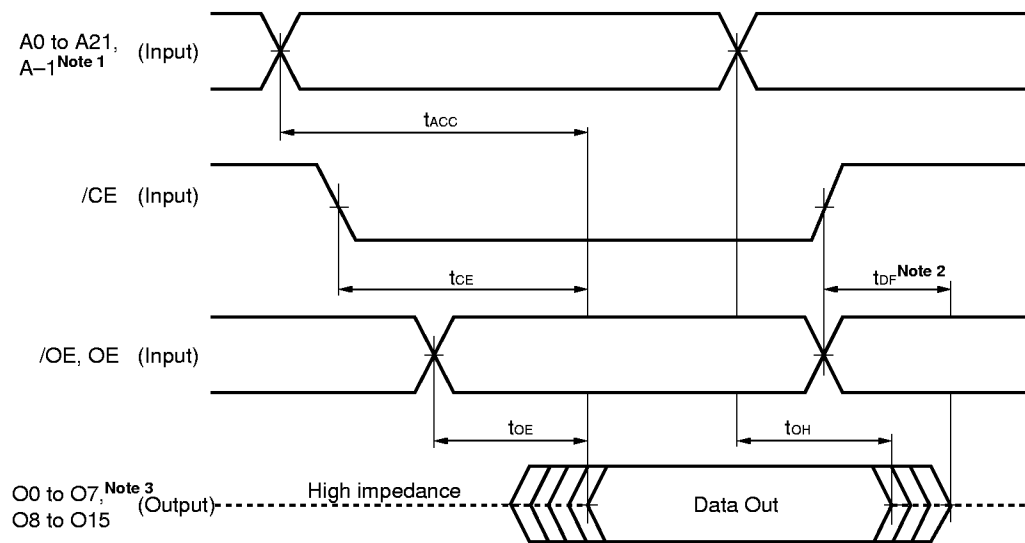 A0 to A21,
A–1Note 1 (Input)
tACC
/CE (Input)
tCE
tDFNote 2
/OE, OE (Input)
tOE
tOH
O0 to O7,Note 3
O8 to O15 (Output)
High impedance
Data Out